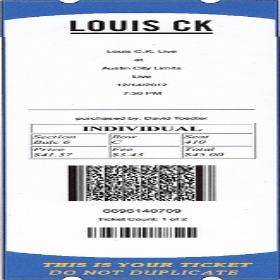 LOUIS CK
Louis C.K. Live
at
Austin City Limits
Live
12/14/2012
7:30 PM
purchased by: David Toedter
INDIVIDUAL
Section Row Seat
Balc 6 C 410
Price Fee Total
$41.57 $3.43 $45.00
6696140709
Ticket Count: 1 of 2
THIS IS YOUR TICKET
DO NOT DUPLICATE